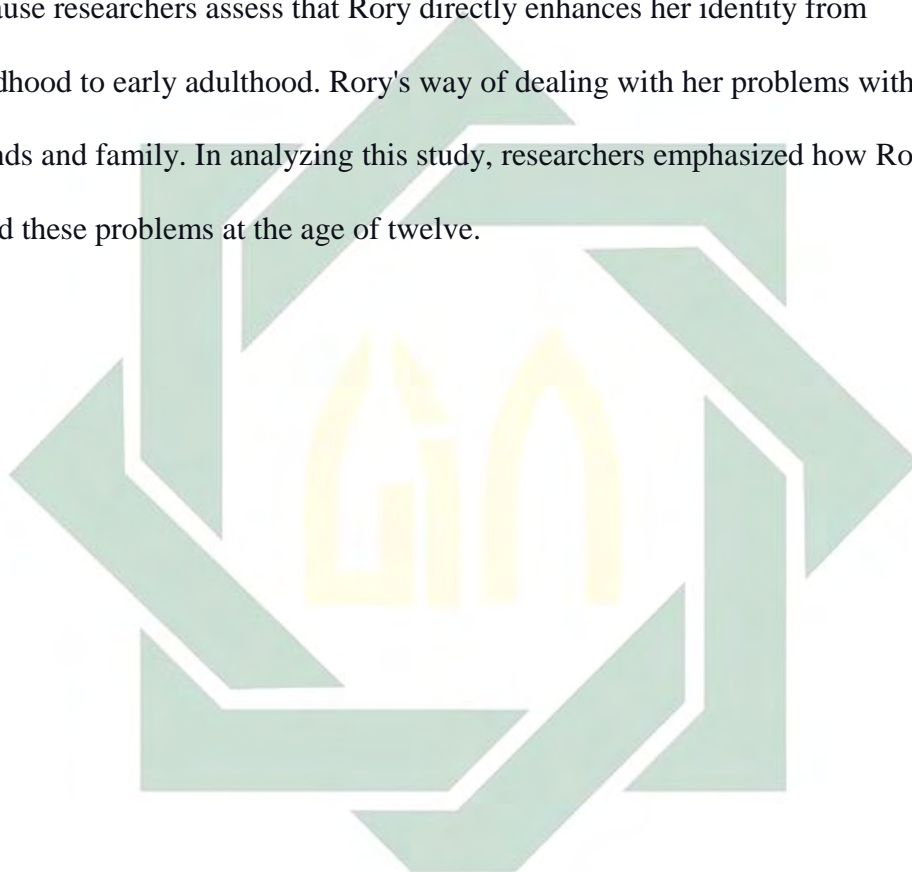 use researchers assess that Rory directly enhances her identity from
dhood to early adulthood. Rory's way of dealing with her problems with
nds and family. In analyzing this study, researchers emphasized how Ro
d these problems at the age of twelve.